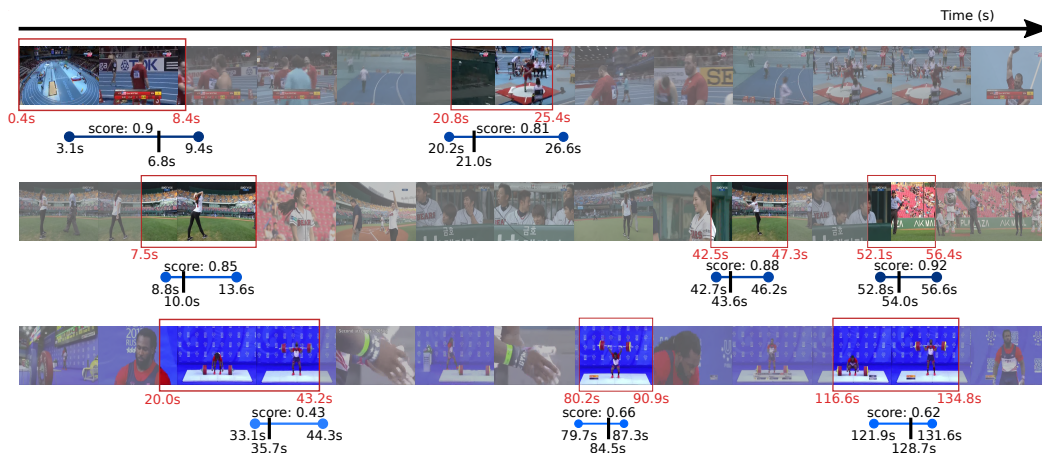 Time (s)
TDK
SE
0.4s 8.4s 20.8s 25.4s
score: 0.9 score: 0.81
3.1s 9.4s 20.2s 26.6s
6.8s 21.0s
7.5s 42.5s 47.3s 52.1s 56.4s
score: 0.85 score: 0.88 score: 0.92
8.8s 13.6s 42.7s 46.2s 52.8s 56.6s
10.0s 43.6s 54.0s
20.0s 43.2s 80.2s 90.9s 116.6s 134.8s
score: 0.43 score: 0.66 score: 0.62
33.1s 44.3s 79.7s 87.3s 121.9s 131.6s
35.7s 84.5s 128.7s